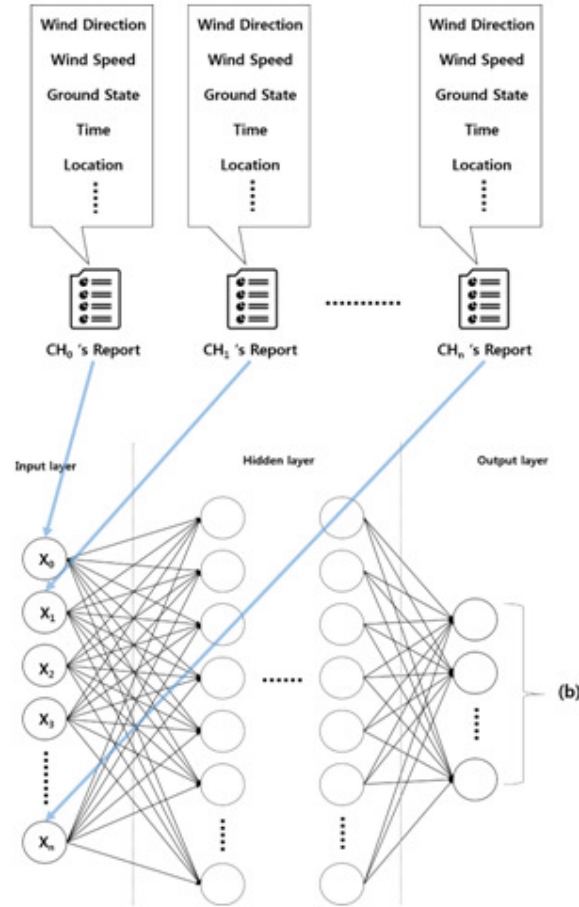 Wind Direction
Wind Speed
Ground State
Time
Location
Wind Direction
Wind Speed
Ground State
Time
Location
Wind Direction
Wind Speed
Ground State
Time
Location
CH₀ 's Report
CH₁ 's Report
CHₙ 's Report
Input layer
Hidden layer
Output layer
X₀
X₁
X₂
X₃
Xₙ
(b)